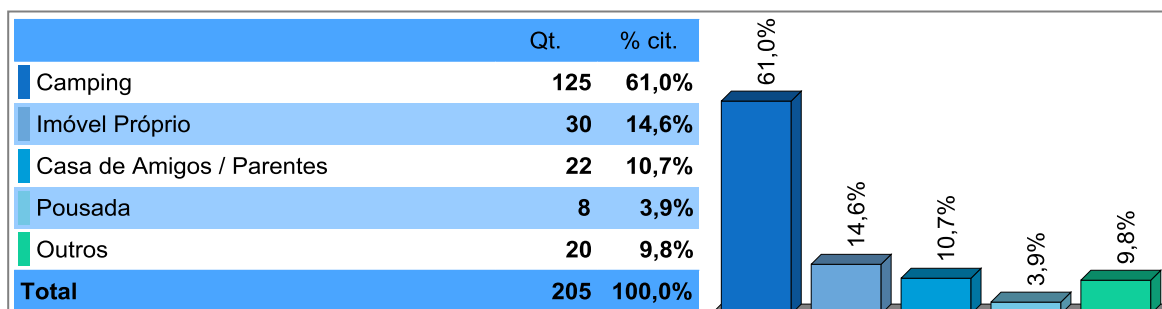 Qt. % cit.
Camping 125 61,0%
Imóvel Próprio 30 14,6%
Casa de Amigos / Parentes 22 10,7%
Pousada 8 3,9%
Outros 20 9,8%
Total 205 100,0%
61,0%
14,6%
10,7%
3,9%
9,8%